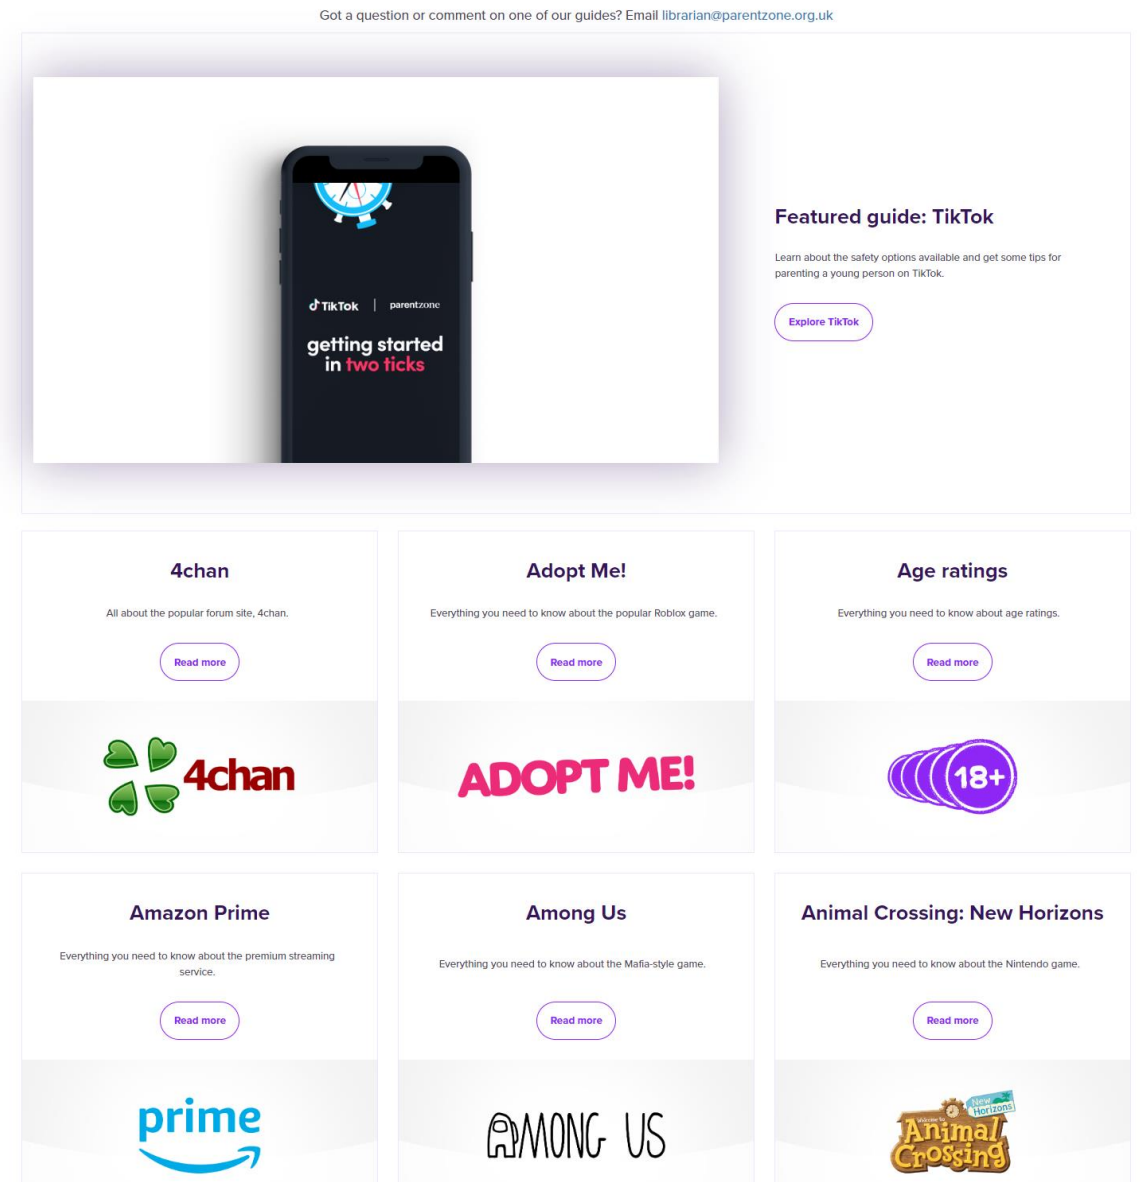 Got a question or comment on one of our guides? Email librarian@parentzone.org.uk
TikTok | parentzone
getting started
in two ticks
Featured guide: TikTok
Learn about the safety options available and get some tips for
parenting a young person on TikTok.
Explore TikTok
4chan
All about the popular forum site, 4chan.
Read more
4chan
Adopt Me!
Everything you need to know about the popular Roblox game.
Read more
ADOPT ME!
Age ratings
Everything you need to know about age ratings.
Read more
18+
Amazon Prime
Everything you need to know about the premium streaming
service.
Read more
prime
Among Us
Everything you need to know about the Mafia-style game.
Read more
AMONG US
Animal Crossing: New Horizons
Everything you need to know about the Nintendo game.
Read more
New
Horizons
Welcome to
Animal
Crossing